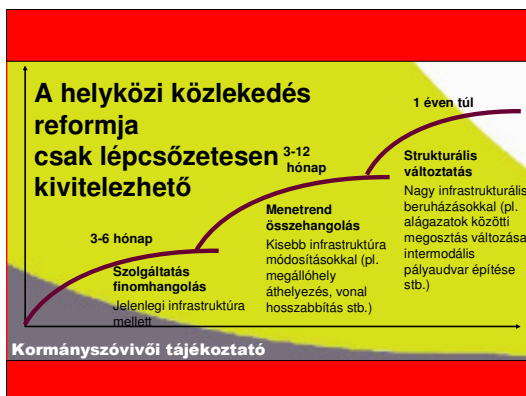 A helyközi közlekedés
reformja
csak lépcsőzetesen
kivitelezhető
3-6 hónap
Szolgáltatás
finomhangolás
Jelenlegi infrastruktúra
mellett
3-12
hónap
Menetrend
összehangolás
Kisebb infrastruktúra
módosításokkal (pl.
megállóhely
áthelyezés, vonal
hosszabbítás stb.)
1 éven túl
Strukturális
változtatás
Nagy infrastrukturális
beruházásokkal (pl.
alágazatok közötti
megosztás változása
intermodális
pályaudvar építése
stb.)
Kormányszóvivői tájékoztató